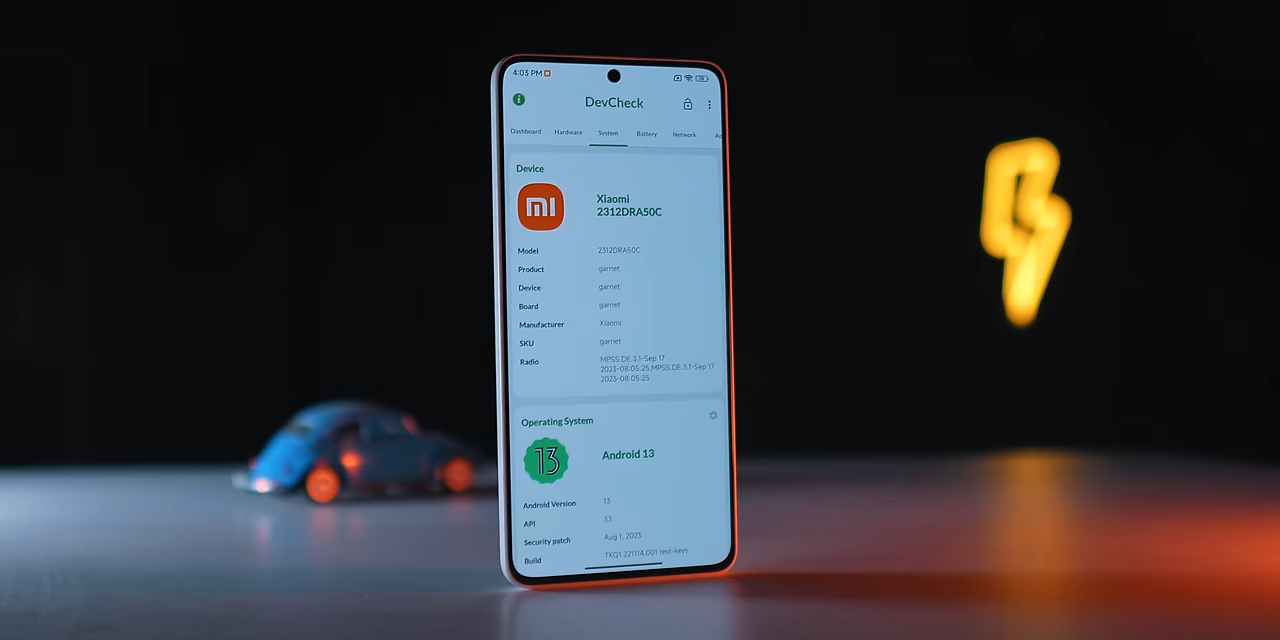 4:03 PM
DevCheck
Dashboard Hardware System Battery Network
Device
mi
Xiaomi
2312DRA50C
Model 2312DRA50C
Product garnet
Device garnet
Board garnet
Manufacturer Xiaomi
SKU garnet
Radio MPSS.DE.3.1-Sep 17
2023-08:05:25,MPSS.DE.3.1-Sep 17
2023-08:05:25
Operating System
13
Android 13
Android Version 13
API 33
Security patch Aug 1, 2023
Build TKQ1.221114.001 test-keys